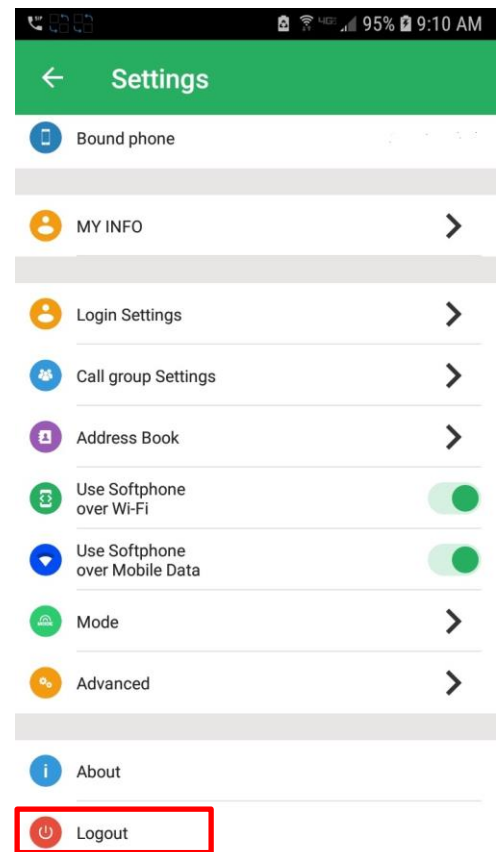 95% 9:10 AM
Settings
Bound phone
MY INFO
Login Settings
Call group Settings
Address Book
Use Softphone
over Wi-Fi
Use Softphone
over Mobile Data
Mode
Advanced
About
Logout